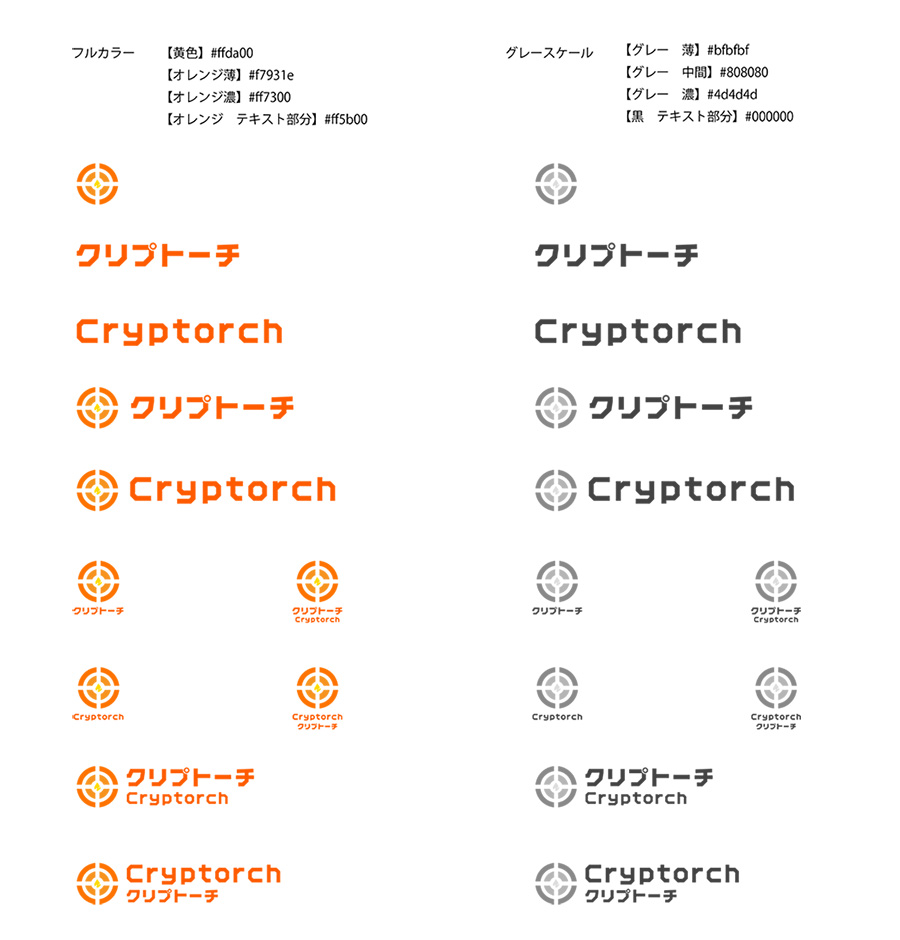 フルカラー
【黄色】#ffda00
【オレンジ薄】#f7931e
【オレンジ濃】#ff7300
【オレンジ　テキスト部分】#ff5b00
グレースケール
【グレー　薄】#bfbfbf
【グレー　中間】#808080
【グレー　濃】#4d4d4d
【黒　テキスト部分】#000000
クリプトーチ
クリプトーチ
Cryptorch
Cryptorch
クリプトーチ
クリプトーチ
Cryptorch
Cryptorch
クリプトーチ
クリプトーチ
Cryptorch
クリプトーチ
クリプトーチ
Cryptorch
Cryptorch
Cryptorch
クリプトーチ
Cryptorch
Cryptorch
クリプトーチ
クリプトーチ
Cryptorch
クリプトーチ
Cryptorch
Cryptorch
クリプトーチ
Cryptorch
クリプトーチ